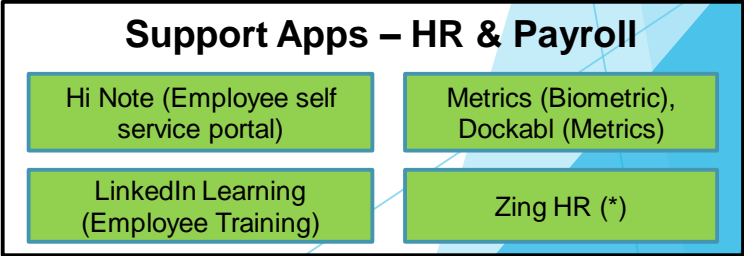 Support Apps – HR & Payroll
Hi Note (Employee self
service portal)
Metrics (Biometric),
Dockabl (Metrics)
LinkedIn Learning
(Employee Training)
Zing HR (*)